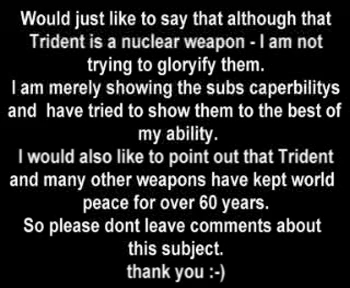 Would just like to say that although that
Trident is a nuclear weapon - I am not
trying to gloryify them.
I am merely showing the subs caperbilitys
and have tried to show them to the best of
my ability.
I would also like to point out that Trident
and many other weapons have kept world
peace for over 60 years.
So please dont leave comments about
this subject.
thank you :-)